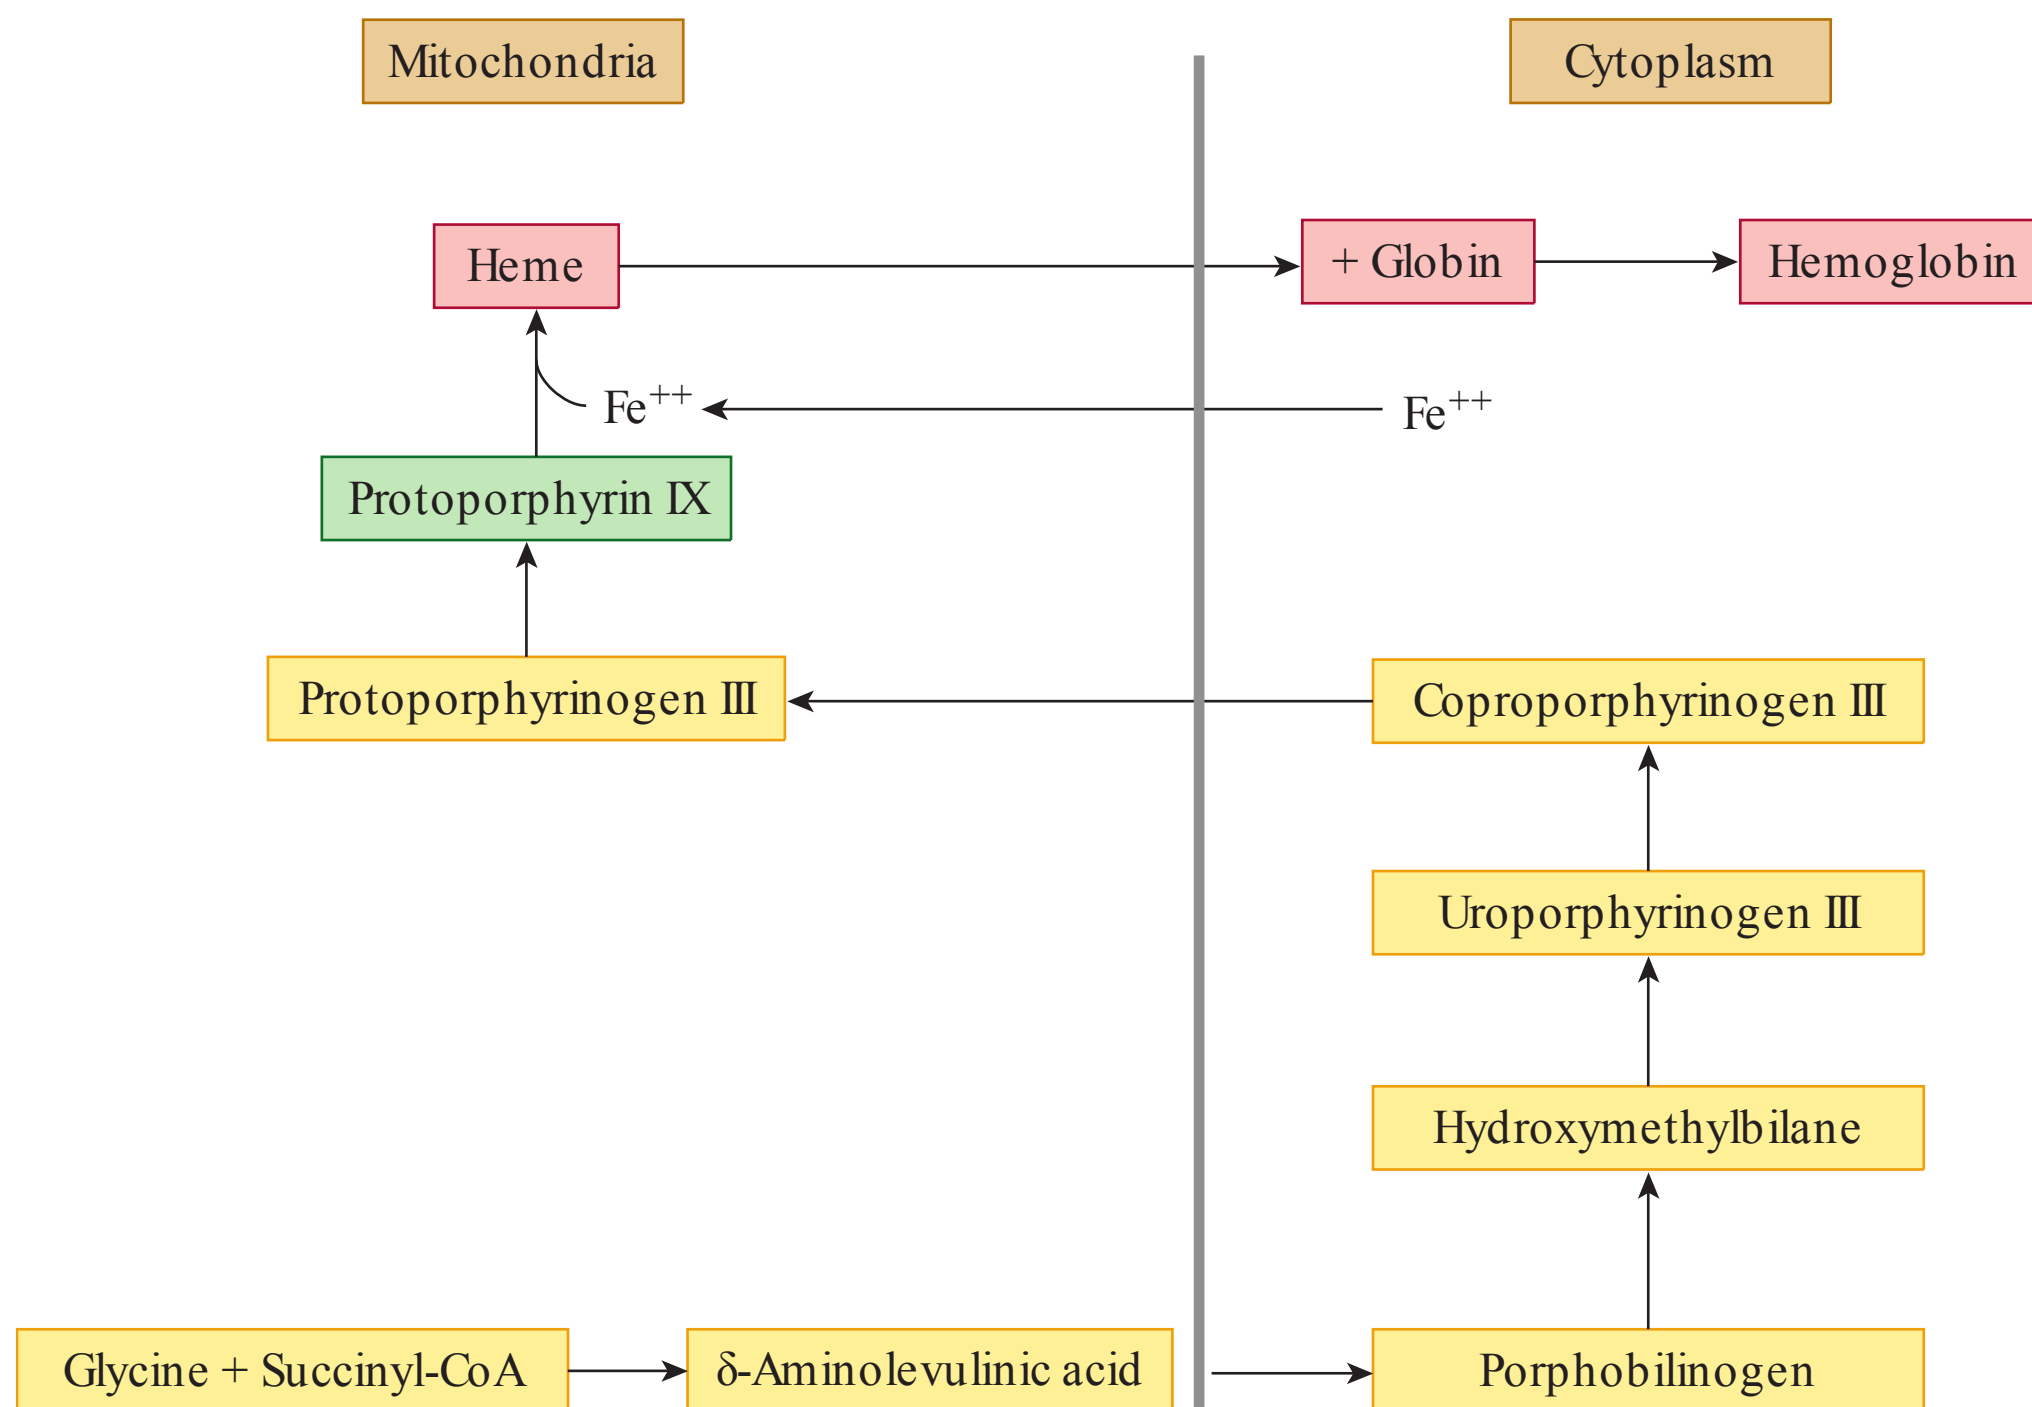 Mitochondria
Cytoplasm
Heme
+ Globin
Hemoglobin
Fe++
Fe++
Protoporphyrin IX
Protoporphyrinogen III
Coproporphyrinogen III
Uroporphyrinogen III
Hydroxymethylbilane
Glycine + Succinyl-CoA
δ-Aminolevulinic acid
Porphobilinogen